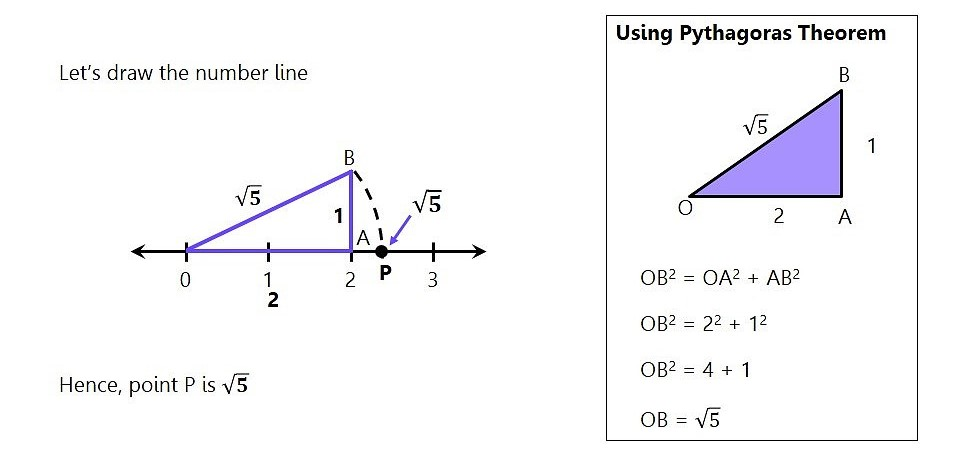 Let's draw the number line
B
√5
√5
1
A
0
1
2
P
3
2
Hence, point P is √5
Using Pythagoras Theorem
B
√5
1
O
2
A
OB² = OA² + AB²
OB² = 2² + 1²
OB² = 4 + 1
OB = √5